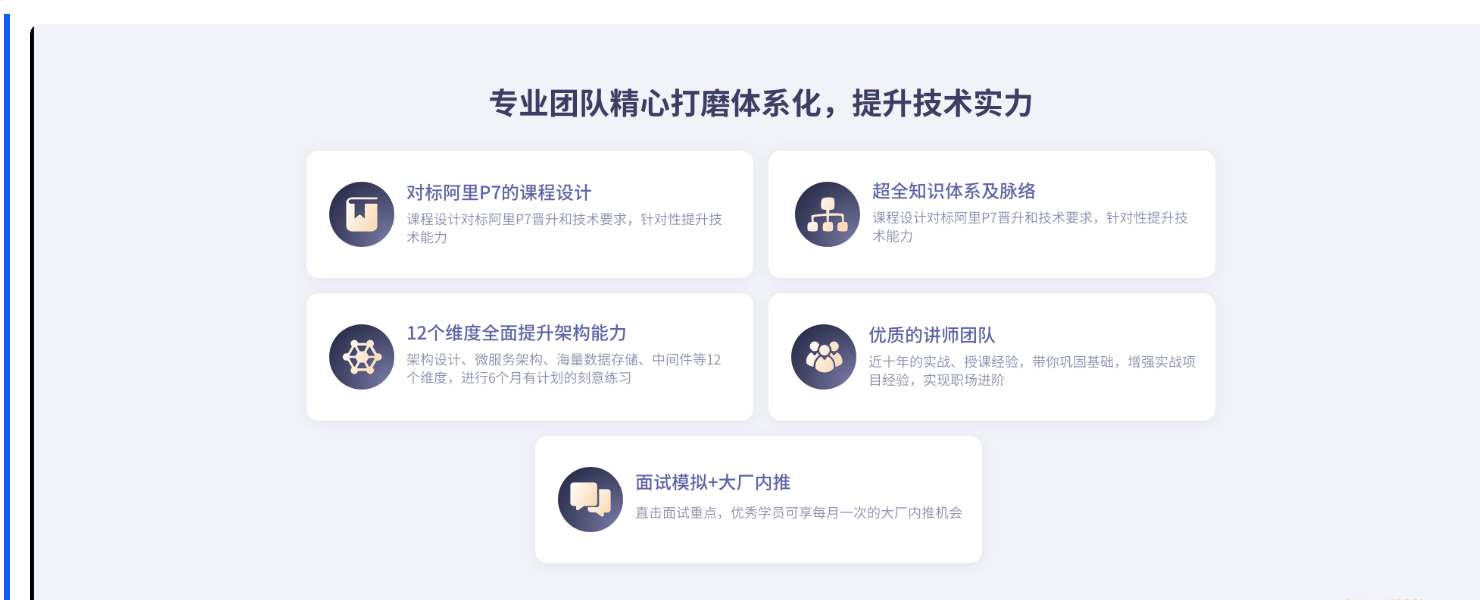 专业团队精心打磨体系化，提升技术实力
对标阿里P7的课程设计
课程设计对标阿里P7晋升和技术要求，针对性提升技
术能力
超全知识体系及脉络
课程设计对标阿里P7晋升和技术要求，针对性提升技
术能力
12个维度全面提升架构能力
架构设计、微服务架构、海量数据存储、中间件等12
个维度，进行6个月有计划的刻意练习
优质的讲师团队
近十年的实战、授课经验，带你巩固基础，增强实战项
目经验，实现职场进阶
面试模拟+大厂内推
直击面试重点，优秀学员可享每月一次的大厂内推机会